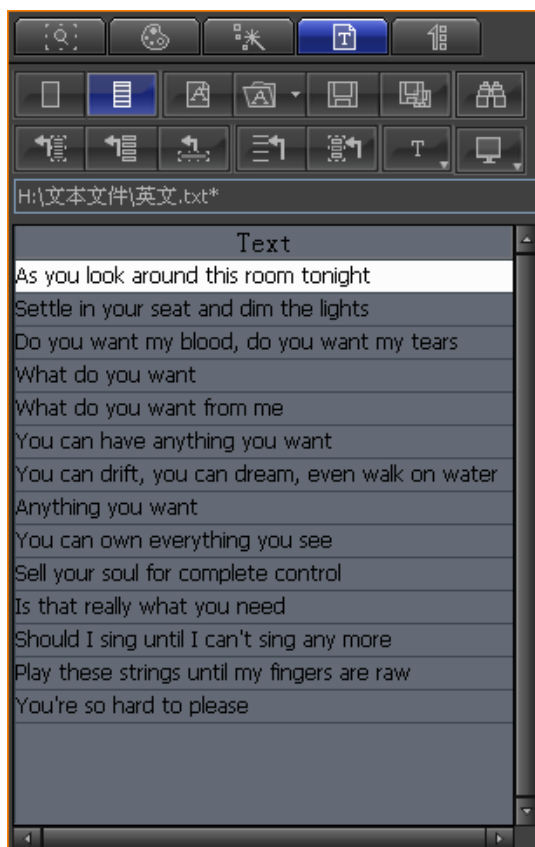 H:\文本文件\英文.txt*
Text
As you look around this room tonight
Settle in your seat and dim the lights
Do you want my blood, do you want my tears
What do you want
What do you want from me
You can have anything you want
You can drift, you can dream, even walk on water
Anything you want
You can own everything you see
Sell your soul for complete control
Is that really what you need
Should I sing until I can't sing any more
Play these strings until my fingers are raw
You're so hard to please